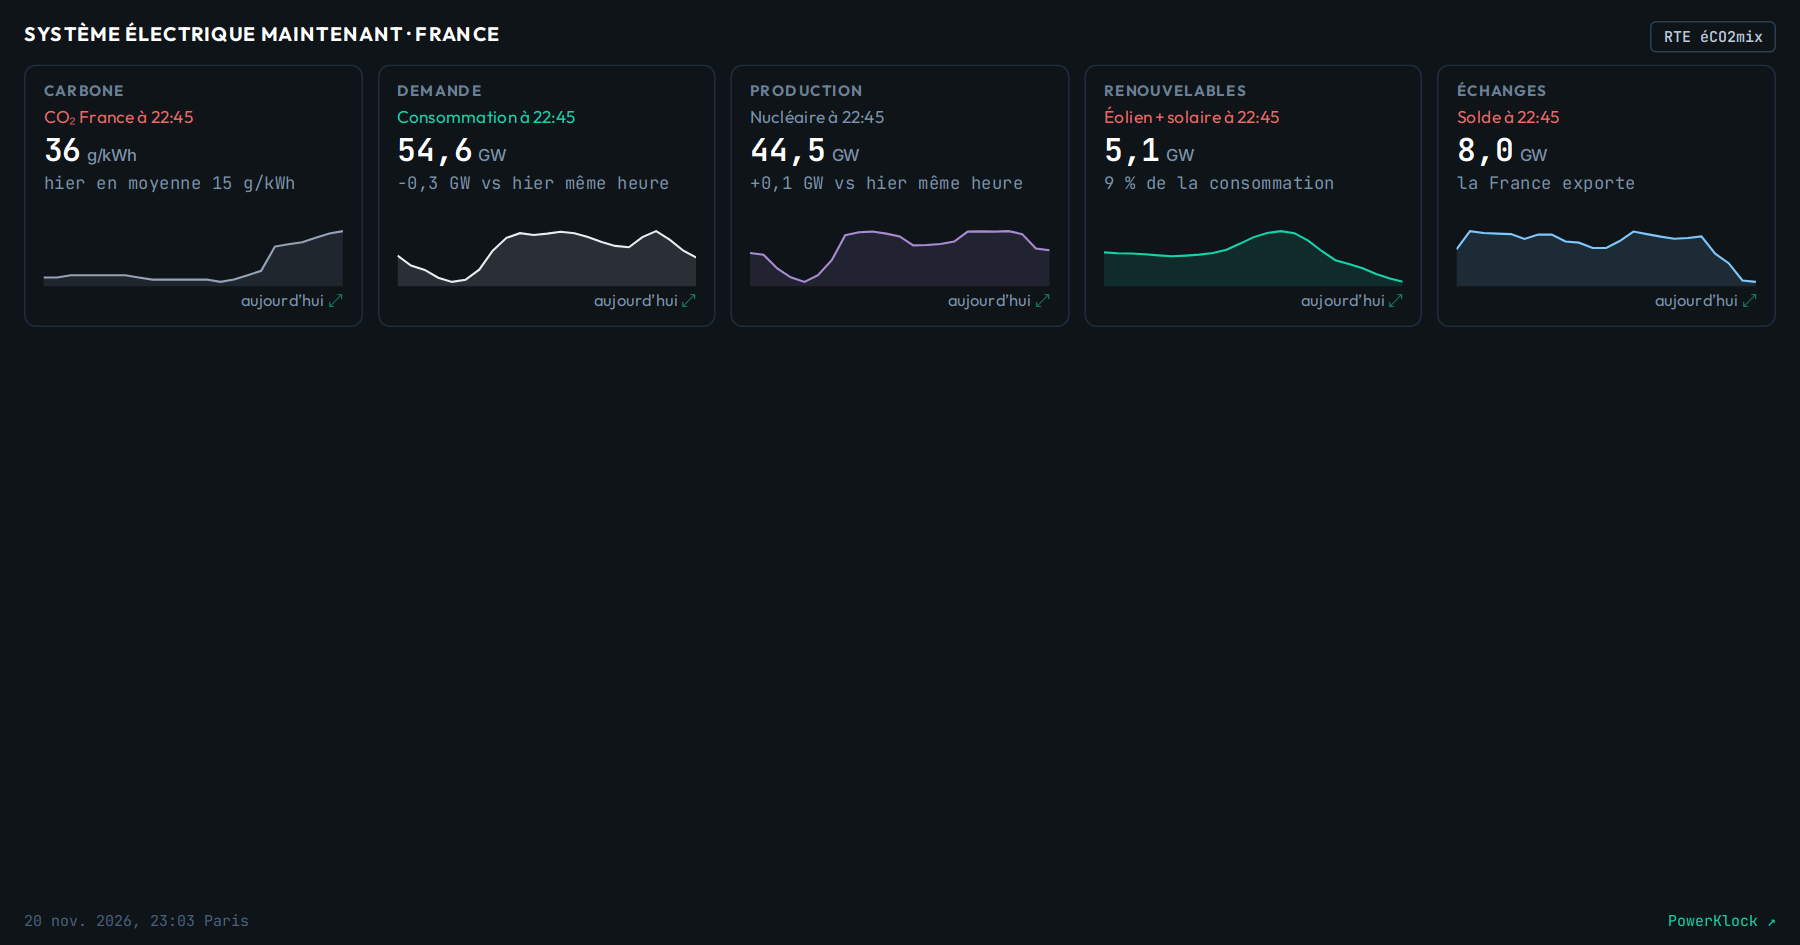 SYSTÈME ÉLECTRIQUE MAINTENANT · FRANCE
RTE éCO2mix
CARBONE
CO₂ France à 22:45
36 g/kWh
hier en moyenne 15 g/kWh
aujourd'hui ⤢
DEMANDE
Consommation à 22:45
54,6 GW
-0,3 GW vs hier même heure
aujourd'hui ⤢
PRODUCTION
Nucléaire à 22:45
44,5 GW
+0,1 GW vs hier même heure
aujourd'hui ⤢
RENOUVELABLES
Éolien + solaire à 22:45
5,1 GW
9 % de la consommation
aujourd'hui ⤢
ÉCHANGES
Solde à 22:45
8,0 GW
la France exporte
aujourd'hui ⤢
20 nov. 2026, 23:03 Paris
PowerKlock ↗